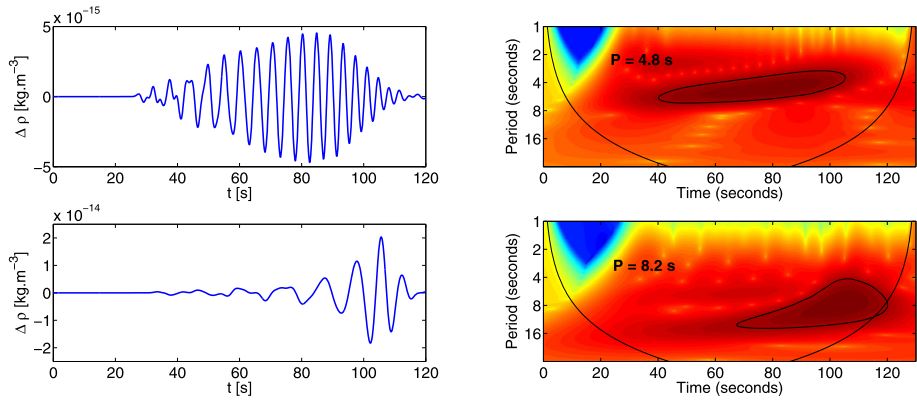 x 10⁻¹⁵
5
0
−5
Δ ρ [kg.m⁻³]
0 20 40 60 80 100 120
t [s]
1
2
4
8
16
Period (seconds)
P = 4.8 s
0 20 40 60 80 100 120
Time (seconds)
x 10⁻¹⁴
2
1
0
−1
−2
Δ ρ [kg.m⁻³]
0 20 40 60 80 100 120
t [s]
1
2
4
8
16
Period (seconds)
P = 8.2 s
0 20 40 60 80 100 120
Time (seconds)